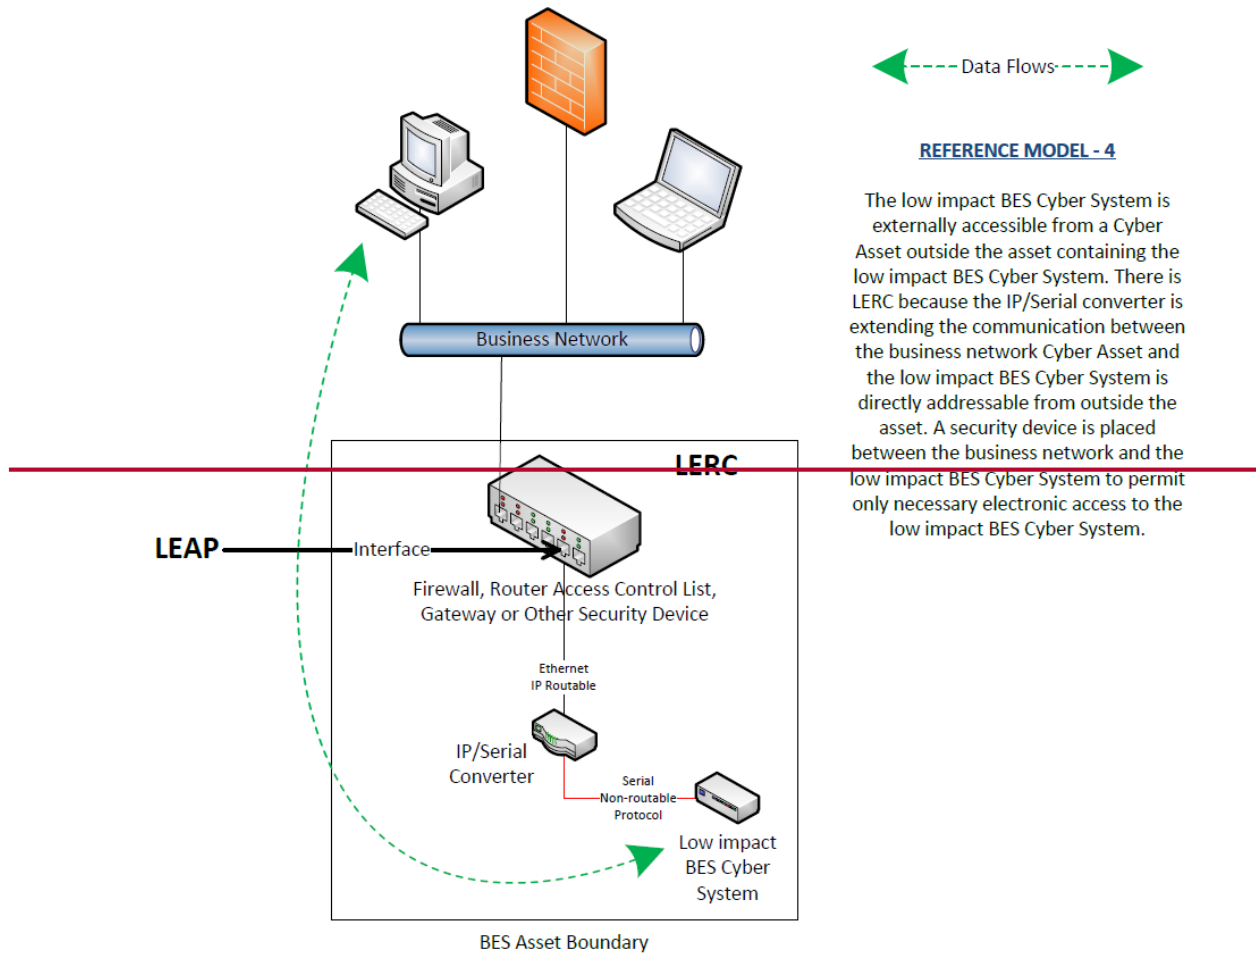 Data Flows
REFERENCE MODEL - 4
The low impact BES Cyber System is
externally accessible from a Cyber
Asset outside the asset containing the
low impact BES Cyber System. There is
LERC because the IP/Serial converter is
extending the communication between
the business network Cyber Asset and
the low impact BES Cyber System is
directly addressable from outside the
asset. A security device is placed
between the business network and the
low impact BES Cyber System to permit
only necessary electronic access to the
low impact BES Cyber System.
Business Network
LERC
LEAP
Interface
Firewall, Router Access Control List,
Gateway or Other Security Device
Ethernet
IP Routable
IP/Serial
Converter
Serial
Non-routable
Protocol
Low impact
BES Cyber
System
BES Asset Boundary